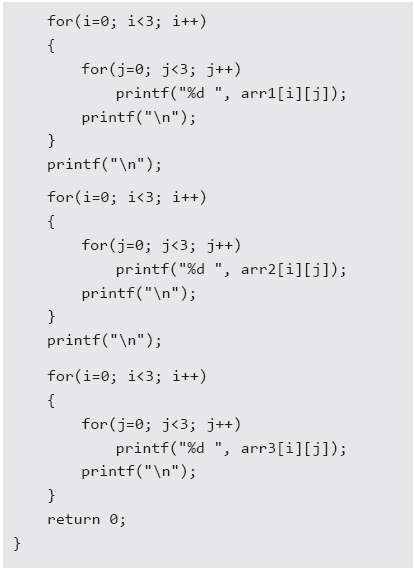 for(i=0; i<3; i++)
{
for(j=0; j<3; j++)
printf("%d ", arr1[i][j]);
printf("\n");
}
printf("\n");
for(i=0; i<3; i++)
{
for(j=0; j<3; j++)
printf("%d ", arr2[i][j]);
printf("\n");
}
printf("\n");
for(i=0; i<3; i++)
{
for(j=0; j<3; j++)
printf("%d ", arr3[i][j]);
printf("\n");
}
return 0;
}